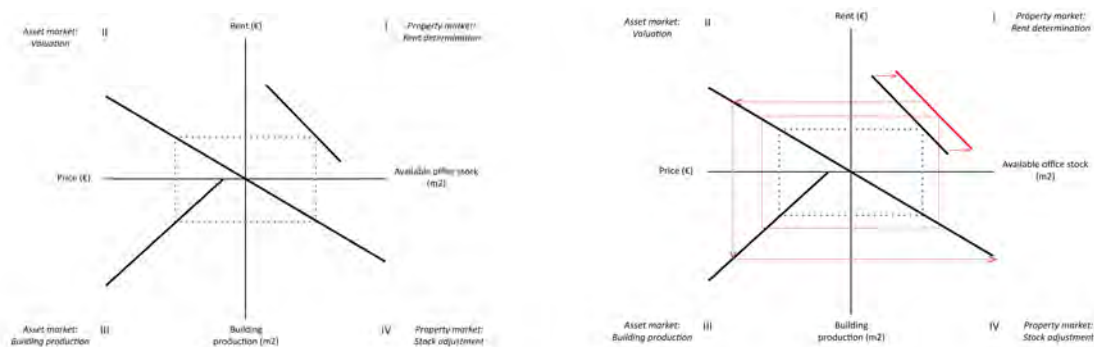 Asset market:
Valuation
II
Rent (€)
I
Property market:
Rent determination
Price (€)
Available office stock
(m2)
Asset market:
Building production
III
Building
production (m2)
IV
Property market:
Stock adjustment
Asset market:
Valuation
II
Rent (€)
I
Property market:
Rent determination
Price (€)
Available office stock
(m2)
Asset market:
Building production
III
Building
production (m2)
IV
Property market:
Stock adjustment